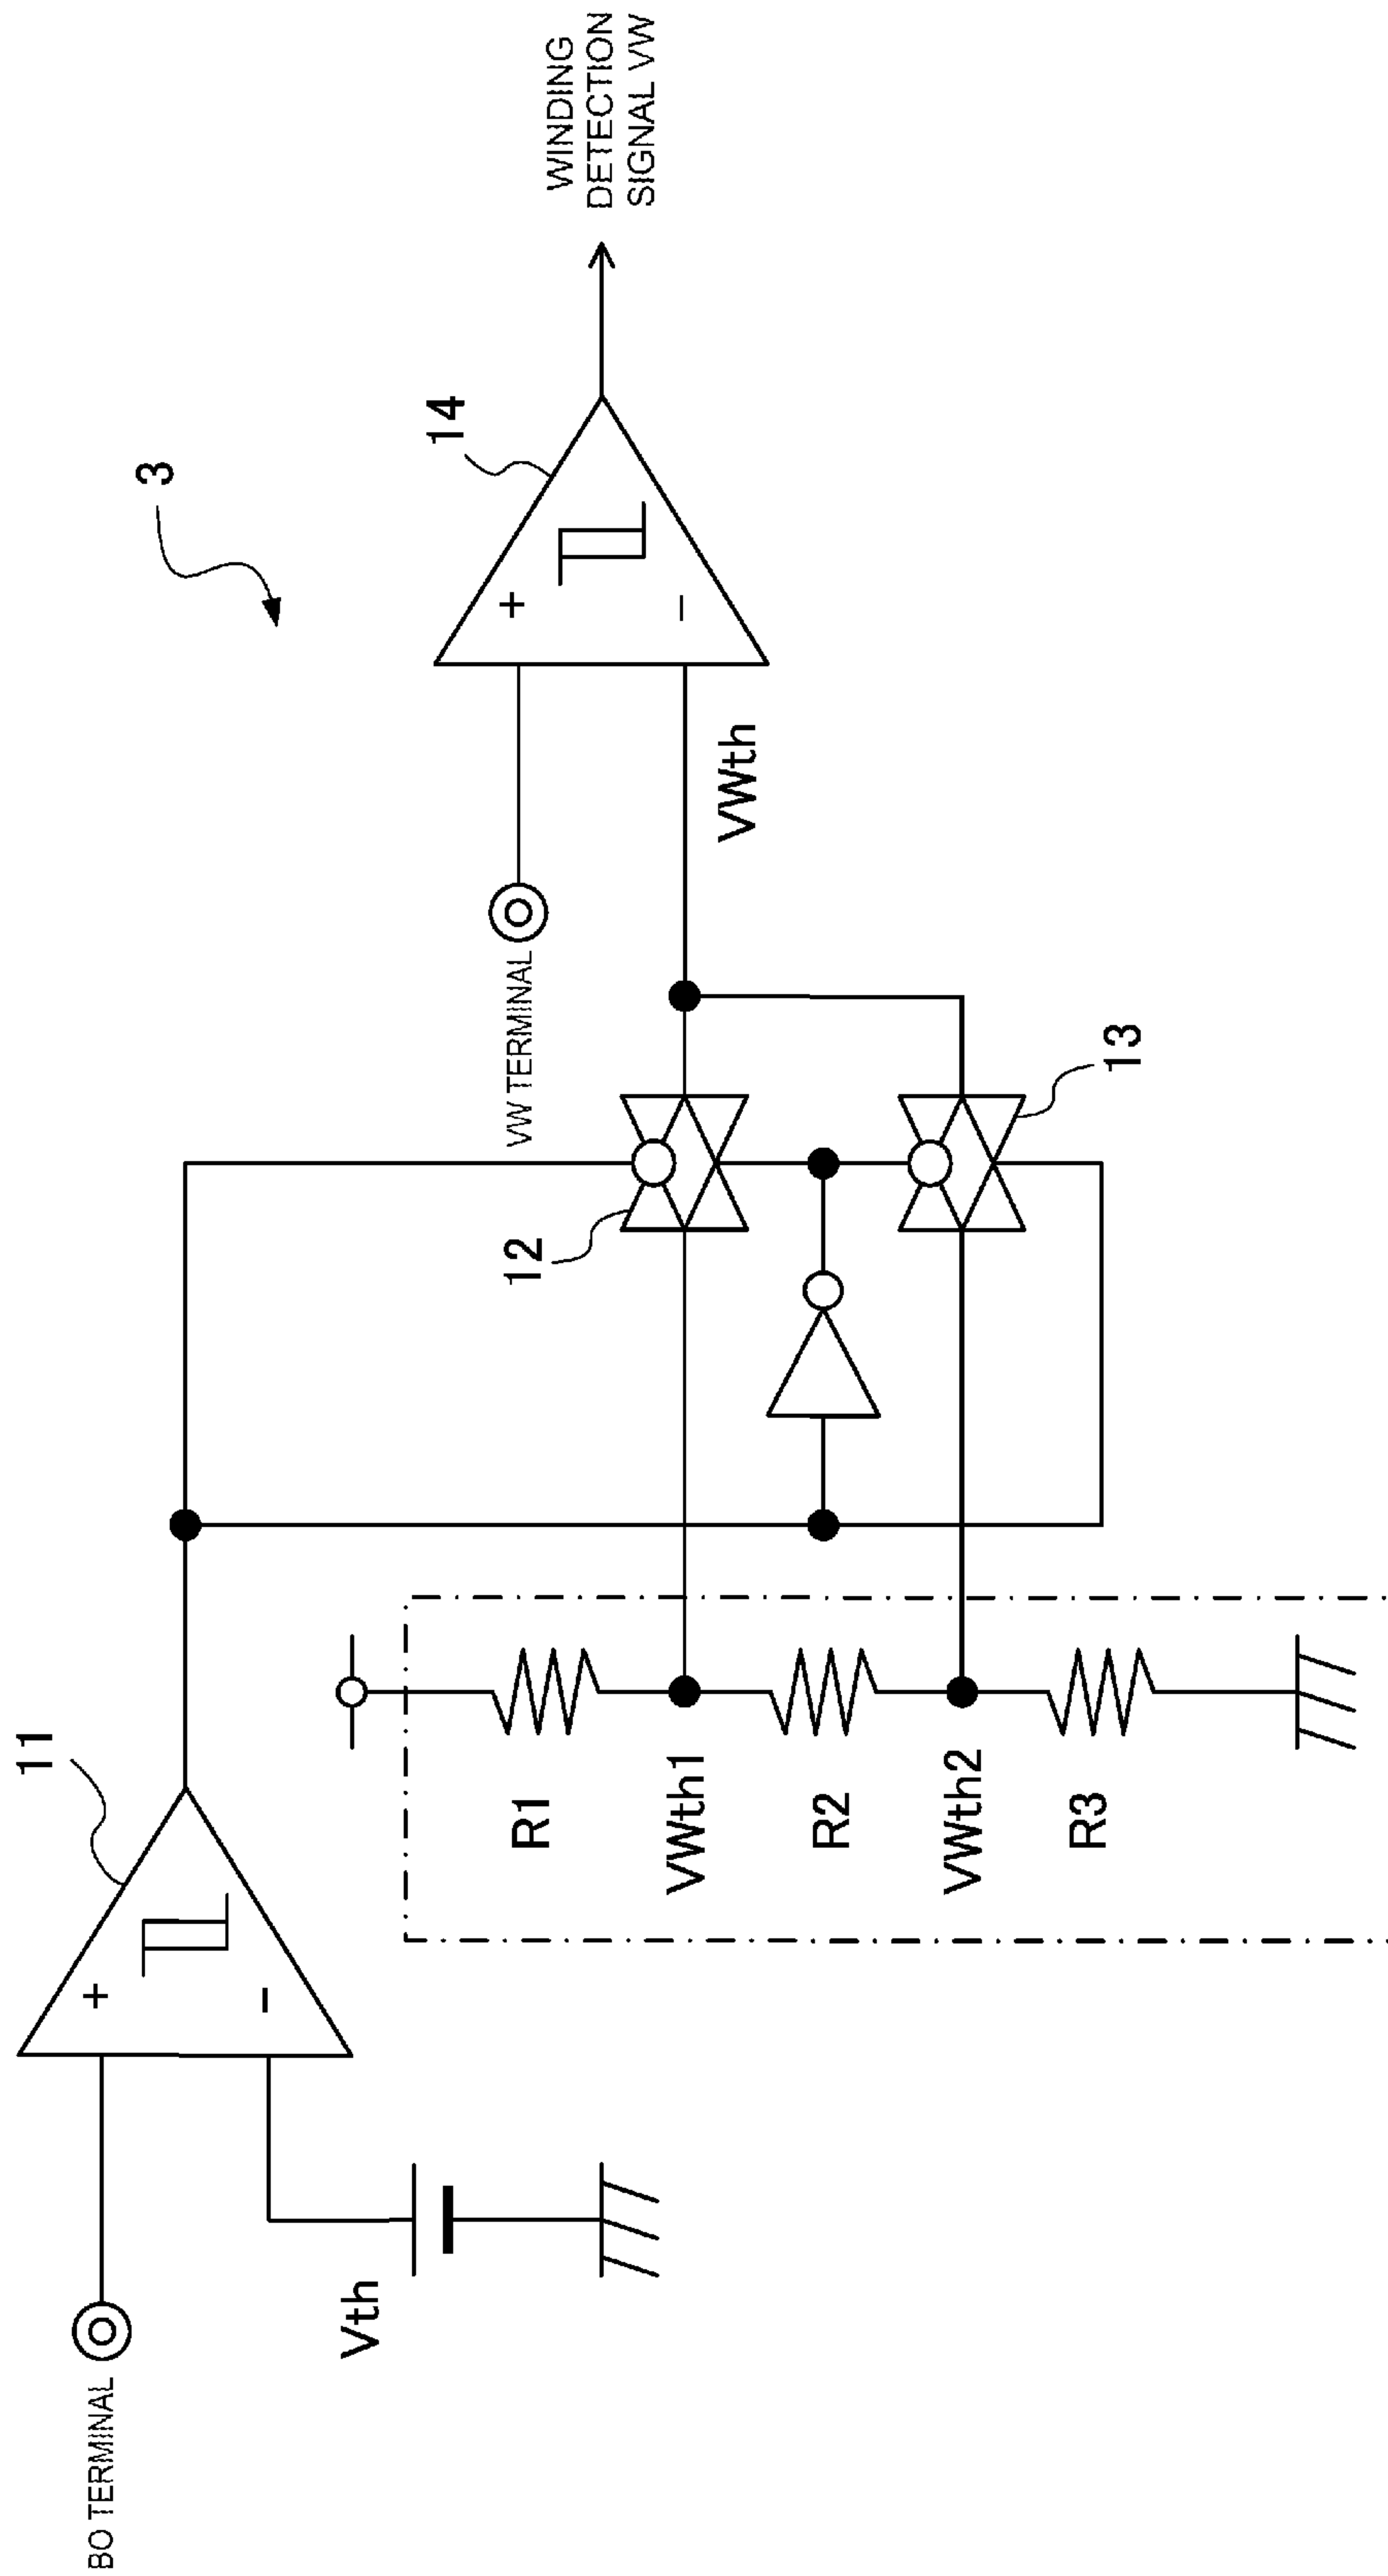 3
11
14
+
−
+
−
12
13
BO TERMINAL
Vth
R1
VWth1
R2
VWth2
R3
VW TERMINAL
VWth
WINDING
DETECTION
SIGNAL VW